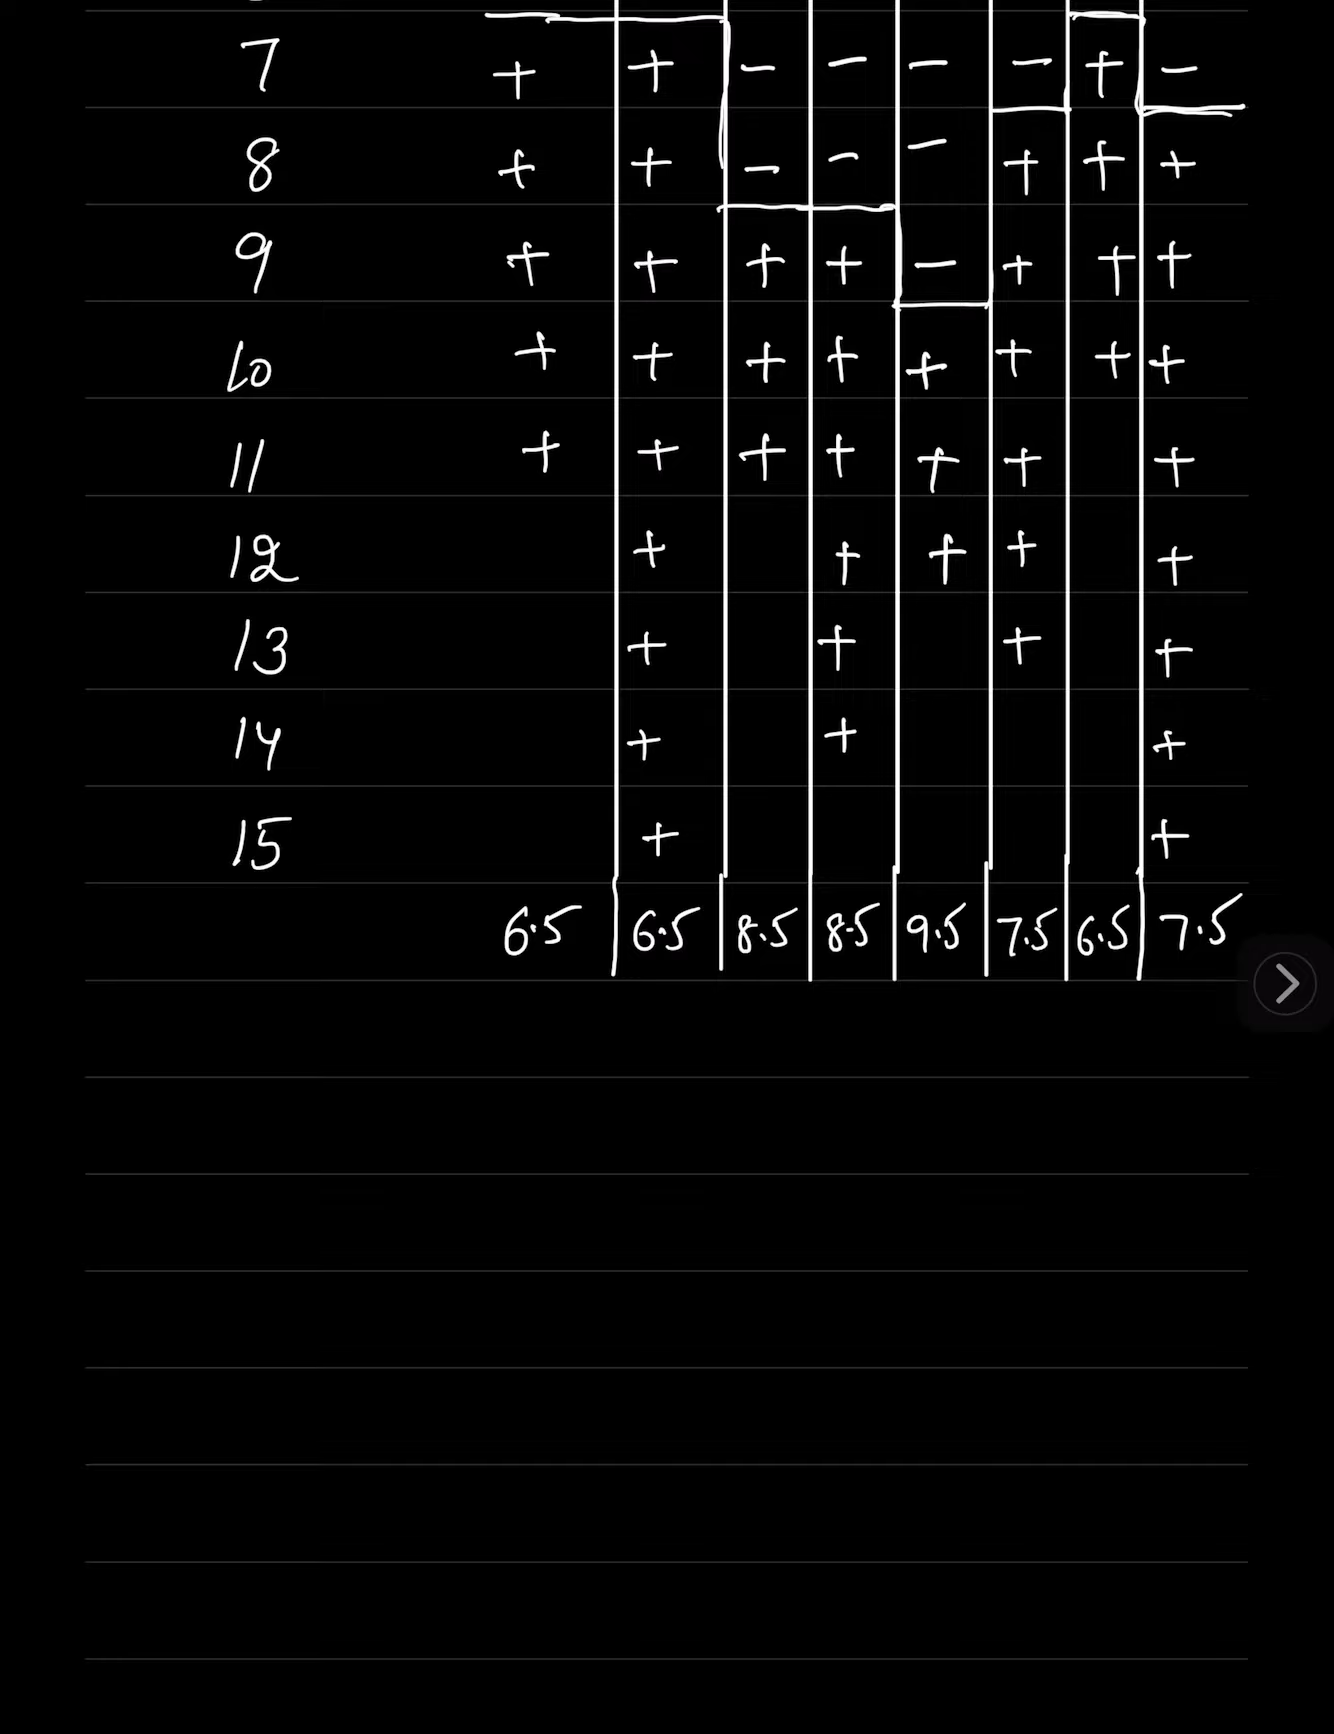 7 + + - - - - + -
8 + + - - - + + +
9 + + + + - + + +
10 + + + + + + + +
11 + + + + + + +
12 + + + + +
13 + + + +
14 + + +
15 + +
6.5 6.5 8.5 8.5 9.5 7.5 6.5 7.5